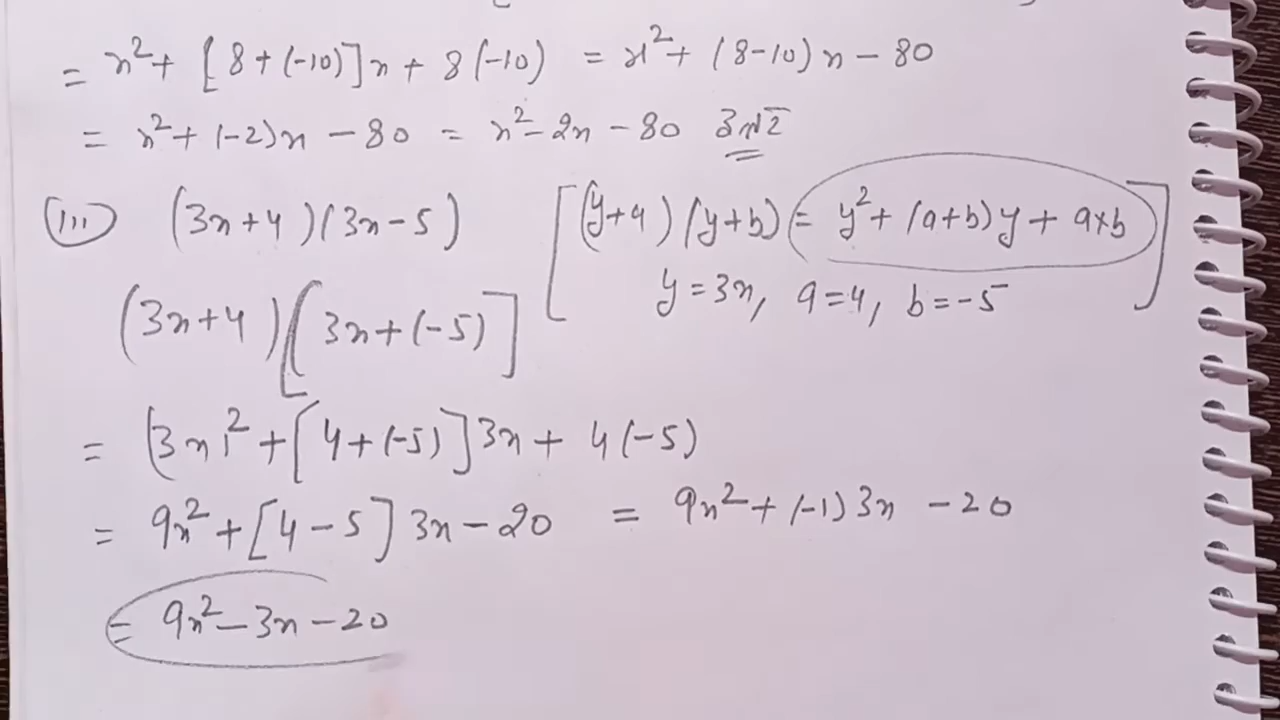 = x² + [8+(-10)]x + 8(-10) = x² + (8-10)x - 80
= x² + (-2)x - 80 = x² - 2x - 80 उत्तर
(iii) (3x+4)(3x-5) [(y+a)(y+b) = y² + (a+b)y + a×b
y = 3x, a = 4, b = -5]
(3x+4)[3x+(-5)]
= (3x)² + [4+(-5)]3x + 4(-5)
= 9x² + [4-5]3x - 20 = 9x² + (-1)3x - 20
= 9x² - 3x - 20